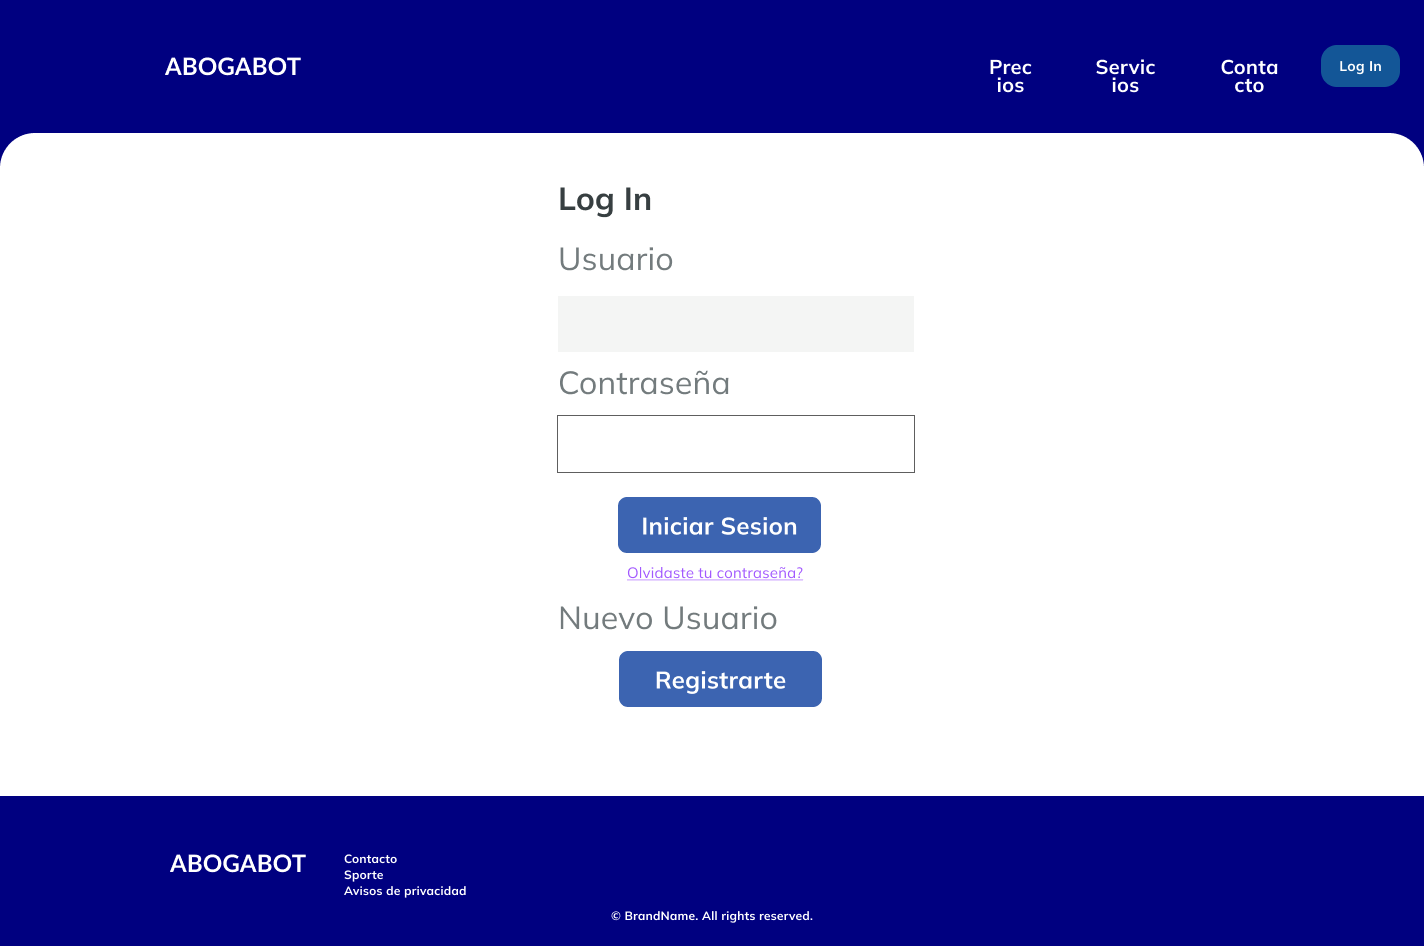 ABOGABOT
Prec
ios
Servic
ios
Conta
cto
Log In
Log In
Usuario
Contraseña
Iniciar Sesion
Olvidaste tu contraseña?
Nuevo Usuario
Registrarte
ABOGABOT
Contacto
Sporte
Avisos de privacidad
© BrandName. All rights reserved.